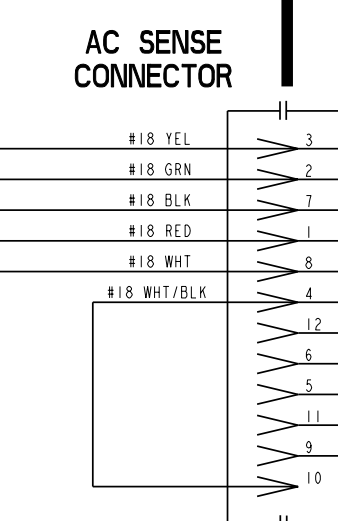 AC SENSE
CONNECTOR
#18 YEL 3
#18 GRN 2
#18 BLK 7
#18 RED 1
#18 WHT 8
#18 WHT/BLK 4
12
6
5
11
9
10